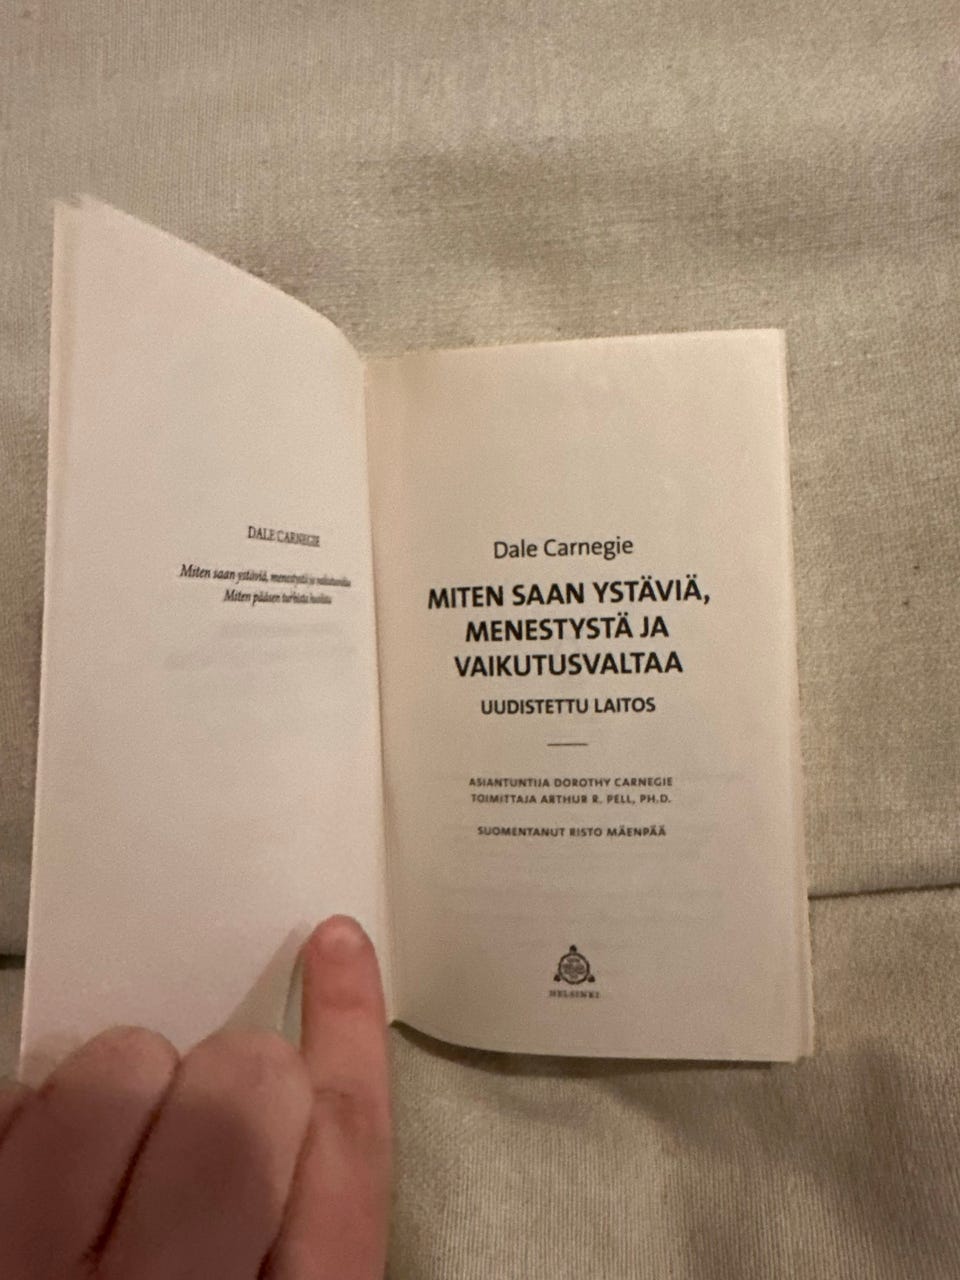 DALE CARNEGIE
Miten saan ystäviä, menestystä ja vaikutusvaltaa
Miten pääsen turhista huolista
Dale Carnegie
MITEN SAAN YSTÄVIÄ,
MENESTYSTÄ JA
VAIKUTUSVALTAA
UUDISTETTU LAITOS
ASIANTUNTIJA DOROTHY CARNEGIE
TOIMITTAJA ARTHUR R. PELL, PH.D.
SUOMENTANUT RISTO MÄENPÄÄ
HELSINKI